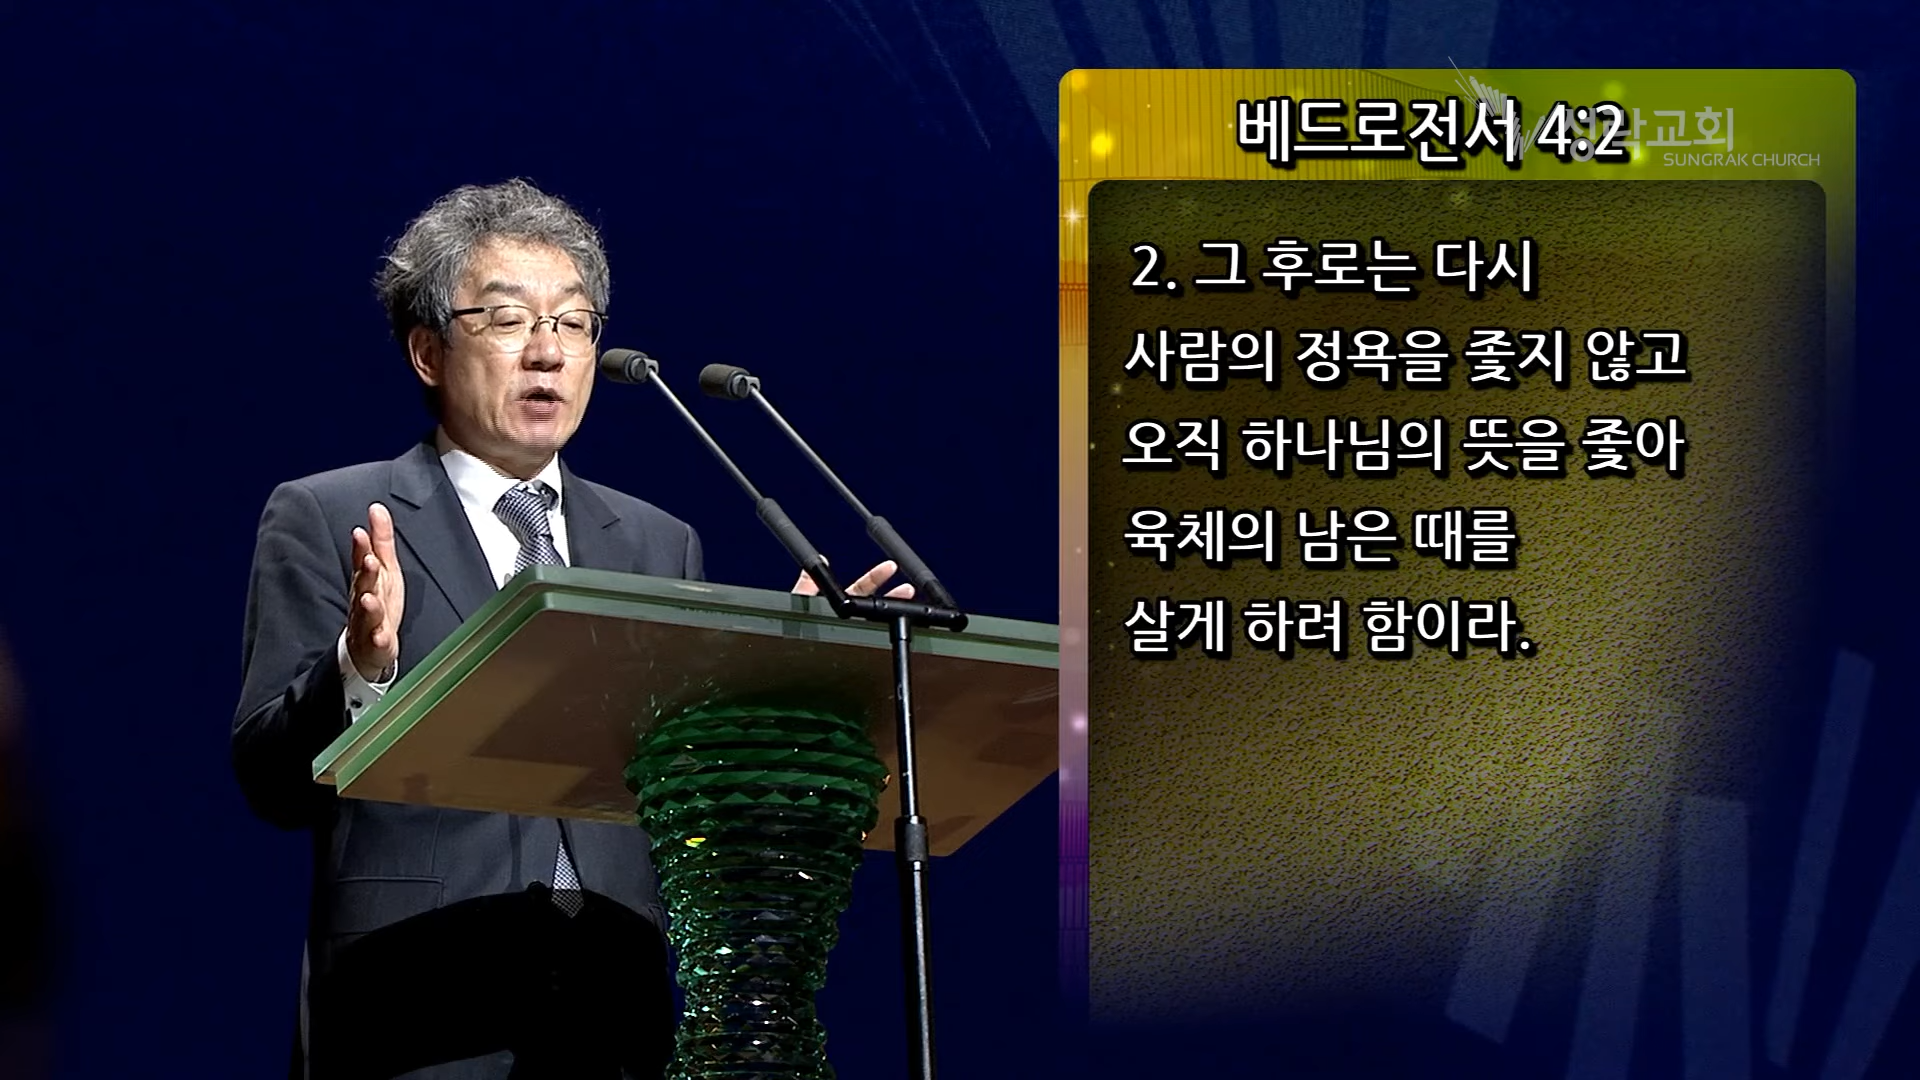 베드로전서 4:2
성락교회
SUNGRAK CHURCH
2. 그 후로는 다시
사람의 정욕을 좇지 않고
오직 하나님의 뜻을 좇아
육체의 남은 때를
살게 하려 함이라.